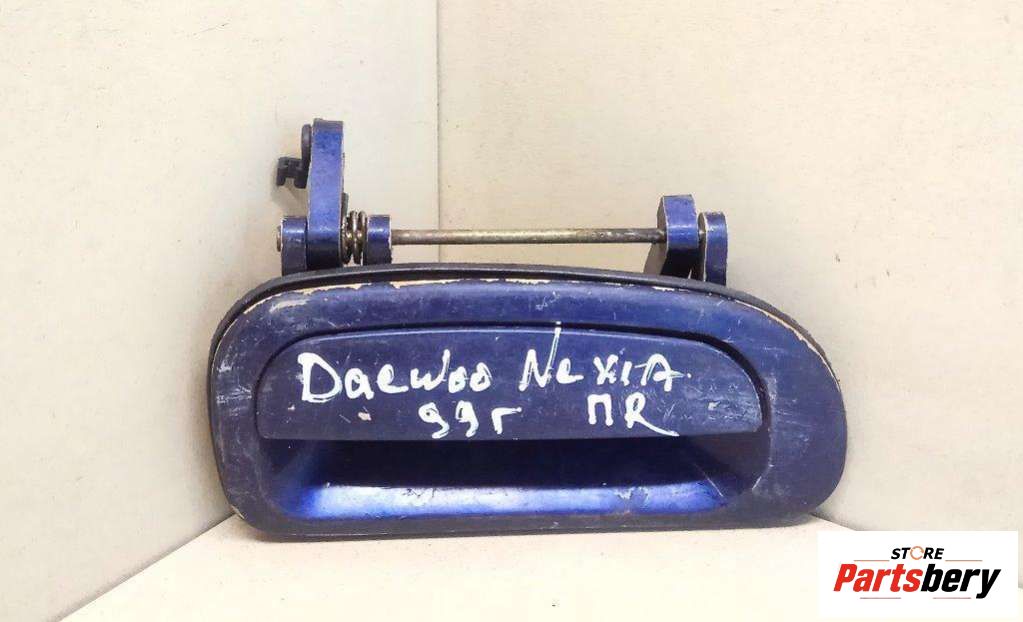 Daewoo NexiA
99г ПR
STORE
Partsbery